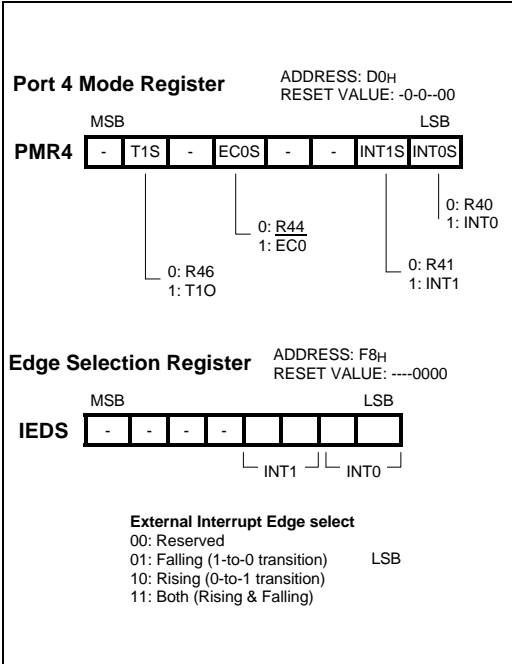 Port 4 Mode Register
ADDRESS: D0H
RESET VALUE: -0-0--00
MSB LSB
PMR4 - T1S - EC0S - - INT1S INT0S
0: R40
1: INT0
0: R44
1: EC0
0: R41
1: INT1
0: R46
1: T1O
Edge Selection Register
ADDRESS: F8H
RESET VALUE: ----0000
MSB LSB
IEDS - - - -
INT1 INT0
External Interrupt Edge select
00: Reserved
01: Falling (1-to-0 transition) LSB
10: Rising (0-to-1 transition)
11: Both (Rising & Falling)